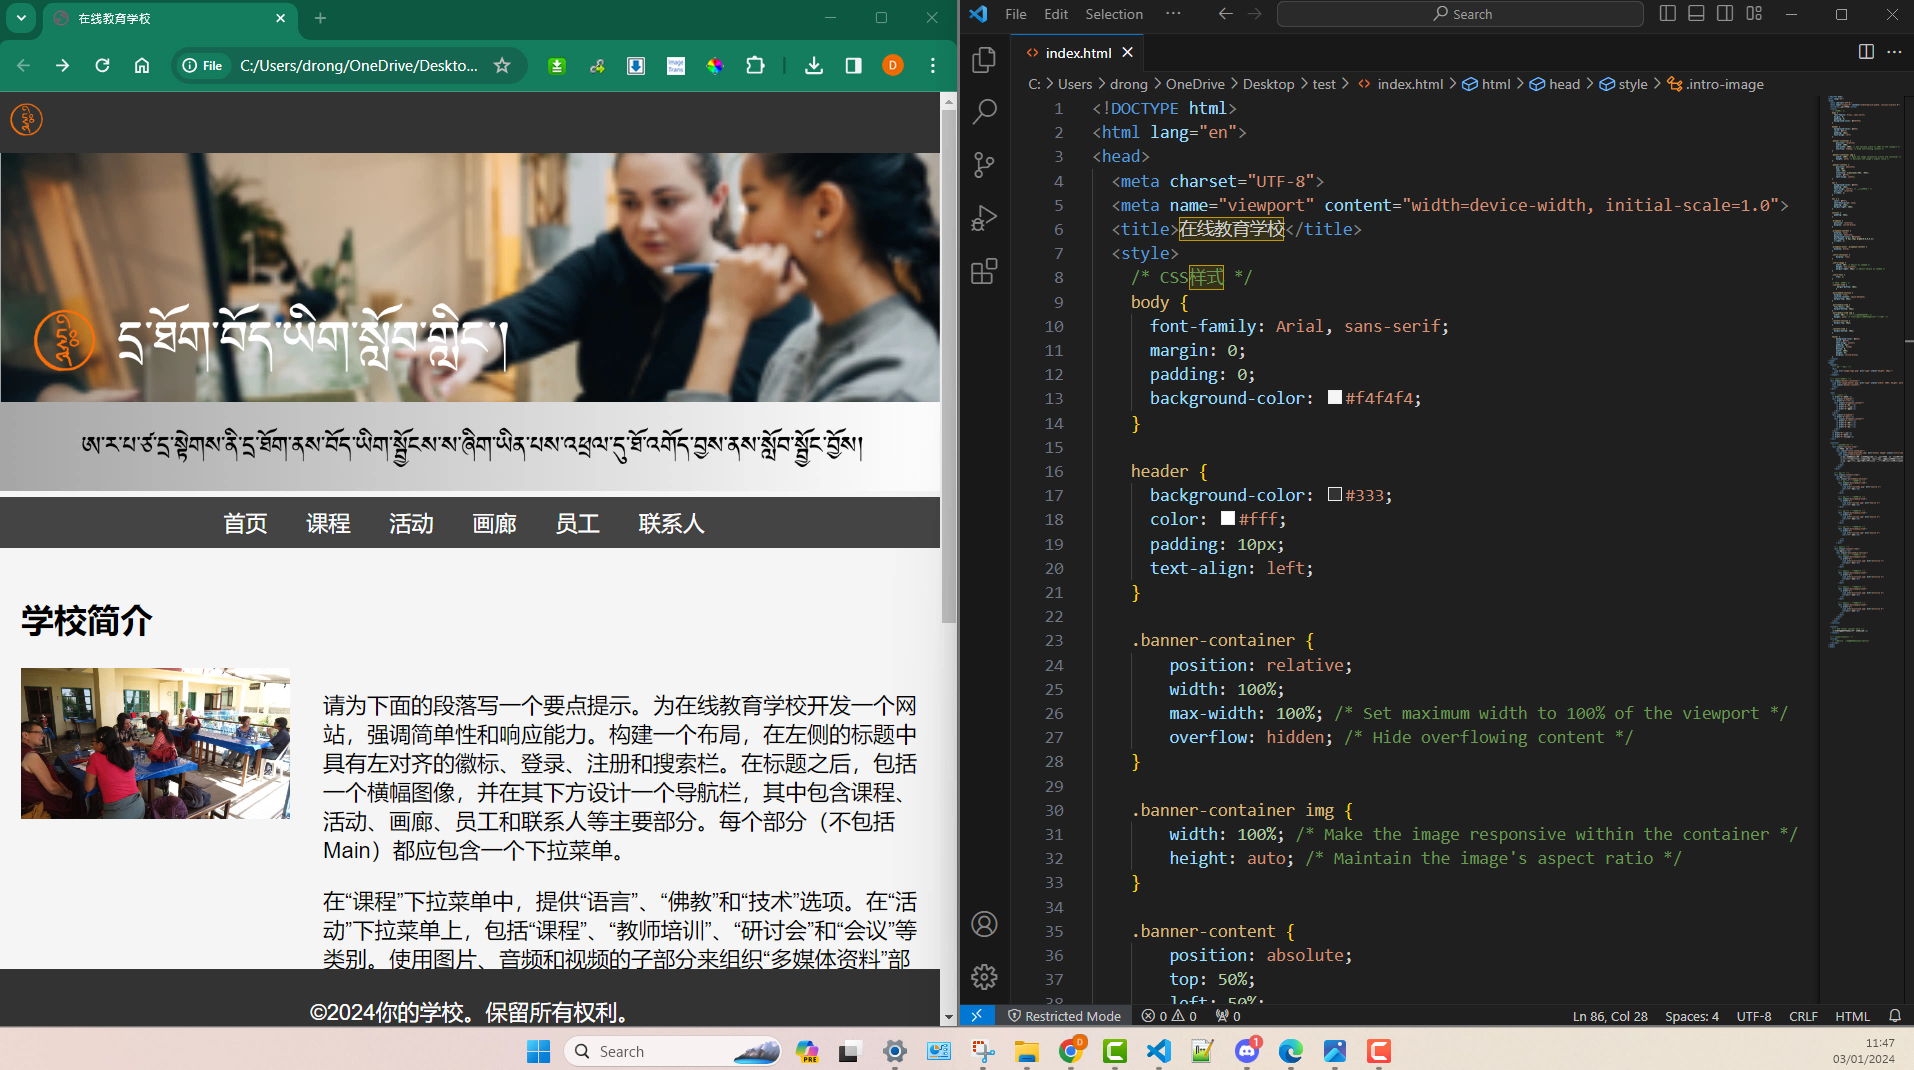 在线教育学校
File
C:/Users/drong/OneDrive/Deskto...
D
དྲ་ཐོག་བོད་ཡིག་སློབ་གླིང་།
ཨ་ར་པ་ཙ་དྲ་སྟེགས་ནི་དྲ་ཐོག་ནས་བོད་ཡིག་སྦྱོངས་ས་ཞིག་ཡིན་པས་འཕྲལ་དུ་ཐོ་འགོད་བྱས་ནས་སློབ་སྦྱོང་བྱོས།
首页 课程 活动 画廊 员工 联系人
学校简介
请为下面的段落写一个要点提示。为在线教育学校开发一个网
站，强调简单性和响应能力。构建一个布局，在左侧的标题中
具有左对齐的徽标、登录、注册和搜索栏。在标题之后，包括
一个横幅图像，并在其下方设计一个导航栏，其中包含课程、
活动、画廊、员工和联系人等主要部分。每个部分（不包括
Main）都应包含一个下拉菜单。
在“课程”下拉菜单中，提供“语言”、“佛教”和“技术”选项。在“活
动”下拉菜单上，包括“课程”、“教师培训”、“研讨会”和“会议”等
类别。使用图片、音频和视频的子部分来组织“多媒体资料”部
©2024你的学校。保留所有权利。
File Edit Selection ···
Search
index.html
C: > Users > drong > OneDrive > Desktop > test > index.html > html > head > style > .intro-image
1 <!DOCTYPE html>
2 <html lang="en">
3 <head>
4 <meta charset="UTF-8">
5 <meta name="viewport" content="width=device-width, initial-scale=1.0">
6 <title>在线教育学校</title>
7 <style>
8 /* CSS样式 */
9 body {
10 font-family: Arial, sans-serif;
11 margin: 0;
12 padding: 0;
13 background-color: #f4f4f4;
14 }
15
16 header {
17 background-color: #333;
18 color: #fff;
19 padding: 10px;
20 text-align: left;
21 }
22
23 .banner-container {
24 position: relative;
25 width: 100%;
26 max-width: 100%; /* Set maximum width to 100% of the viewport */
27 overflow: hidden; /* Hide overflowing content */
28 }
29
30 .banner-container img {
31 width: 100%; /* Make the image responsive within the container */
32 height: auto; /* Maintain the image's aspect ratio */
33 }
34
35 .banner-content {
36 position: absolute;
37 top: 50%;
38 left: 50%;
Restricted Mode 0 0 0
Ln 86, Col 28 Spaces: 4 UTF-8 CRLF HTML
Search
PRE
D
1
11:47
03/01/2024